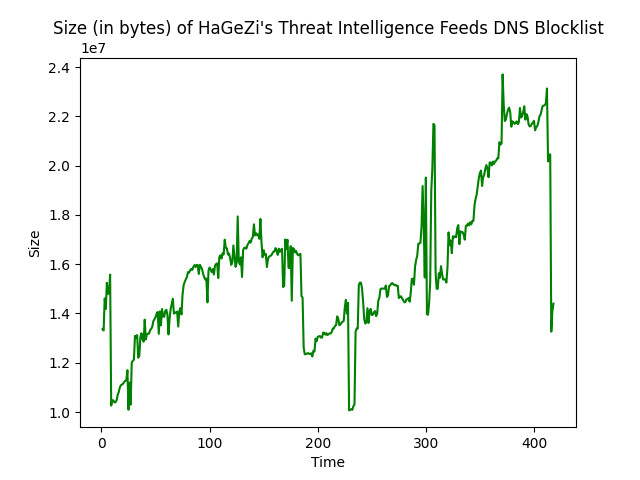 Size (in bytes) of HaGeZi's Threat Intelligence Feeds DNS Blocklist
1e7
2.4
2.2
2.0
1.8
1.6
1.4
1.2
1.0
Size
0 100 200 300 400
Time